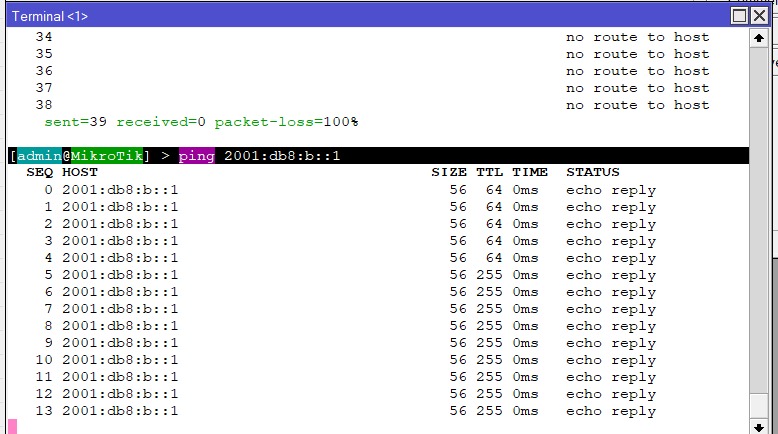 Terminal <1>
34 no route to host
35 no route to host
36 no route to host
37 no route to host
38 no route to host
sent=39 received=0 packet-loss=100%
[admin@MikroTik] > ping 2001:db8:b::1
SEQ HOST SIZE TTL TIME STATUS
0 2001:db8:b::1 56 64 0ms echo reply
1 2001:db8:b::1 56 64 0ms echo reply
2 2001:db8:b::1 56 64 0ms echo reply
3 2001:db8:b::1 56 64 0ms echo reply
4 2001:db8:b::1 56 64 0ms echo reply
5 2001:db8:b::1 56 255 0ms echo reply
6 2001:db8:b::1 56 255 0ms echo reply
7 2001:db8:b::1 56 255 0ms echo reply
8 2001:db8:b::1 56 255 0ms echo reply
9 2001:db8:b::1 56 255 0ms echo reply
10 2001:db8:b::1 56 255 0ms echo reply
11 2001:db8:b::1 56 255 0ms echo reply
12 2001:db8:b::1 56 255 0ms echo reply
13 2001:db8:b::1 56 255 0ms echo reply